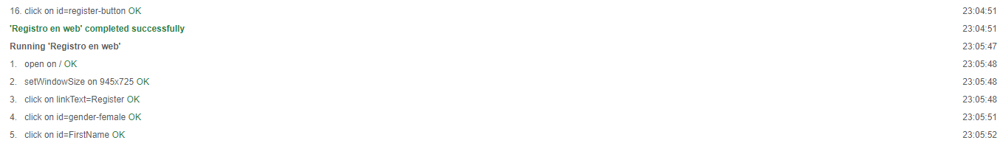 16. click on id=register-button OK 23:04:51
'Registro en web' completed successfully 23:04:51
Running 'Registro en web' 23:05:47
1. open on / OK 23:05:48
2. setWindowSize on 945x725 OK 23:05:48
3. click on linkText=Register OK 23:05:48
4. click on id=gender-female OK 23:05:51
5. click on id=FirstName OK 23:05:52